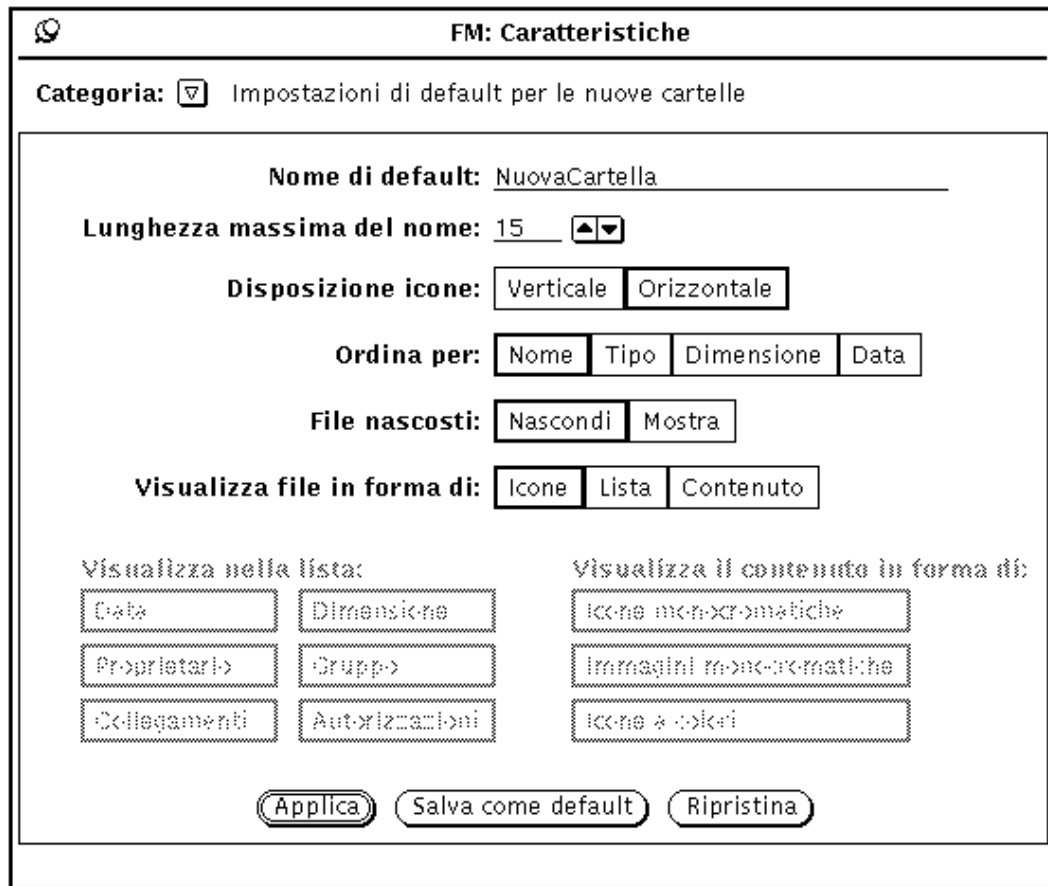 FM: Caratteristiche
Categoria: Impostazioni di default per le nuove cartelle
Nome di default: NuovaCartella
Lunghezza massima del nome: 15
Disposizione icone: Verticale Orizzontale
Ordina per: Nome Tipo Dimensione Data
File nascosti: Nascondi Mostra
Visualizza file in forma di: Icone Lista Contenuto
Visualizza nella lista: Visualizza il contenuto in forma di:
Data Dimensione Icone monocromatiche
Proprietario Gruppo Immagini monocromatiche
Collegamenti Autorizzazioni Icone a colori
Applica Salva come default Ripristina